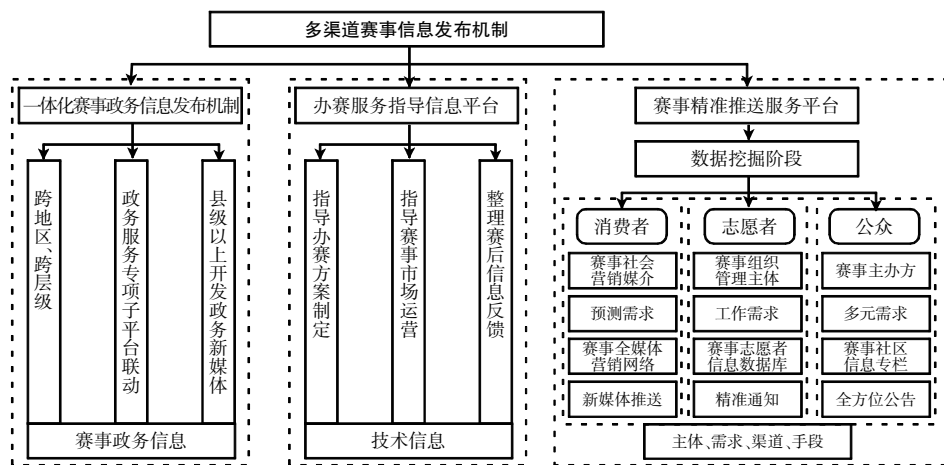 多渠道赛事信息发布机制
一体化赛事政务信息发布机制
办赛服务指导信息平台
赛事精准推送服务平台
数据挖掘阶段
跨地区、跨层级
政务服务专项子平台联动
县级以上开发政务新媒体
赛事政务信息
指导办赛方案制定
指导赛事市场运营
整理赛后信息反馈
技术信息
消费者
赛事社会
营销媒介
预测需求
赛事全媒体
营销网络
新媒体推送
志愿者
赛事组织
管理主体
工作需求
赛事志愿者
信息数据库
精准通知
公众
赛事主办方
多元需求
赛事社区
信息专栏
全方位公告
主体、需求、渠道、手段